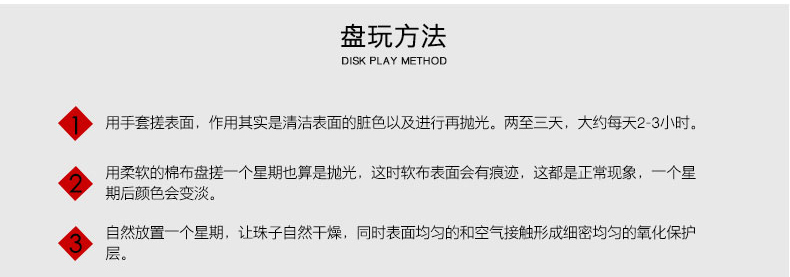 盘玩方法
DISK PLAY METHOD
1 用手套搓表面，作用其实是清洁表面的脏色以及进行再抛光。两至三天，大约每天2-3小时。
2 用柔软的棉布盘搓一个星期也算是抛光，这时软布表面会有痕迹，这都是正常现象，一个星
期后颜色会变淡。
3 自然放置一个星期，让珠子自然干燥，同时表面均匀的和空气接触形成细密均匀的氧化保护
层。